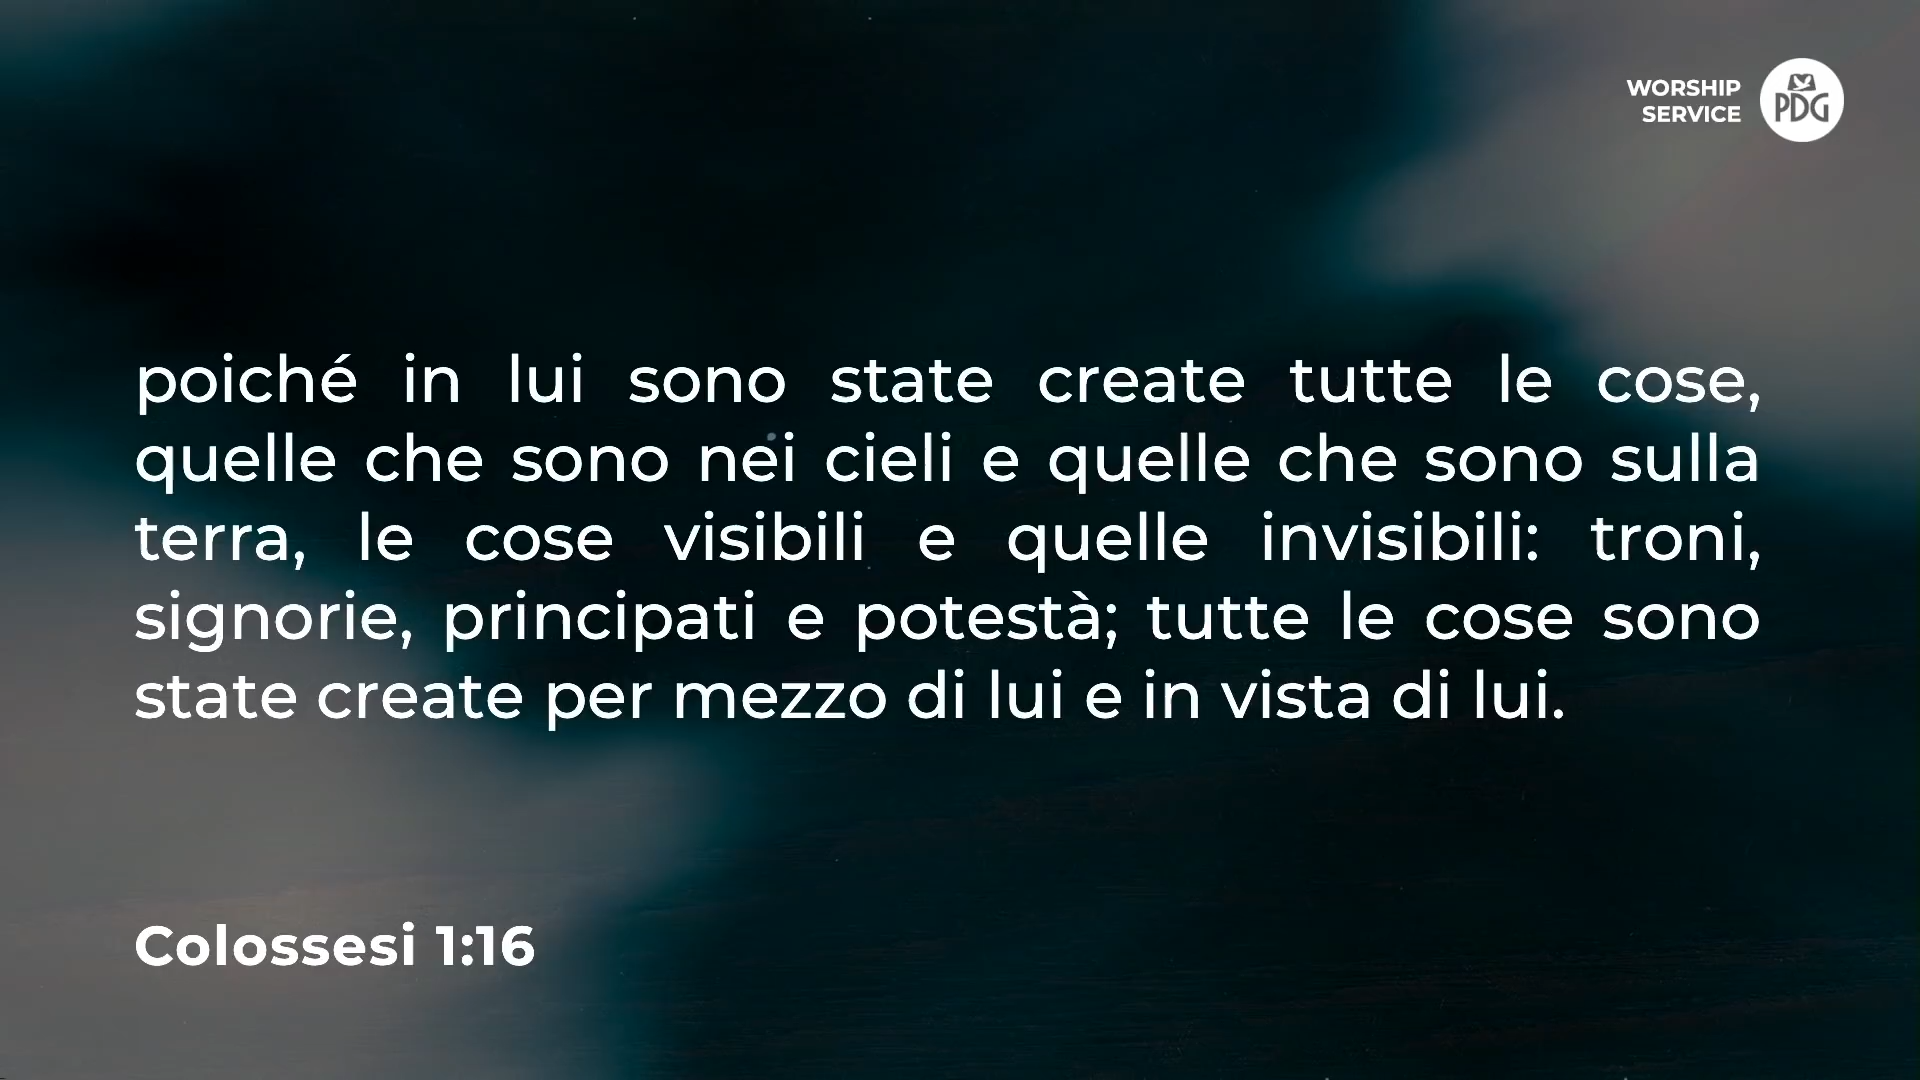 WORSHIP
SERVICE
PDG
poiché in lui sono state create tutte le cose,
quelle che sono nei cieli e quelle che sono sulla
terra, le cose visibili e quelle invisibili: troni,
signorie, principati e potestà; tutte le cose sono
state create per mezzo di lui e in vista di lui.
Colossesi 1:16